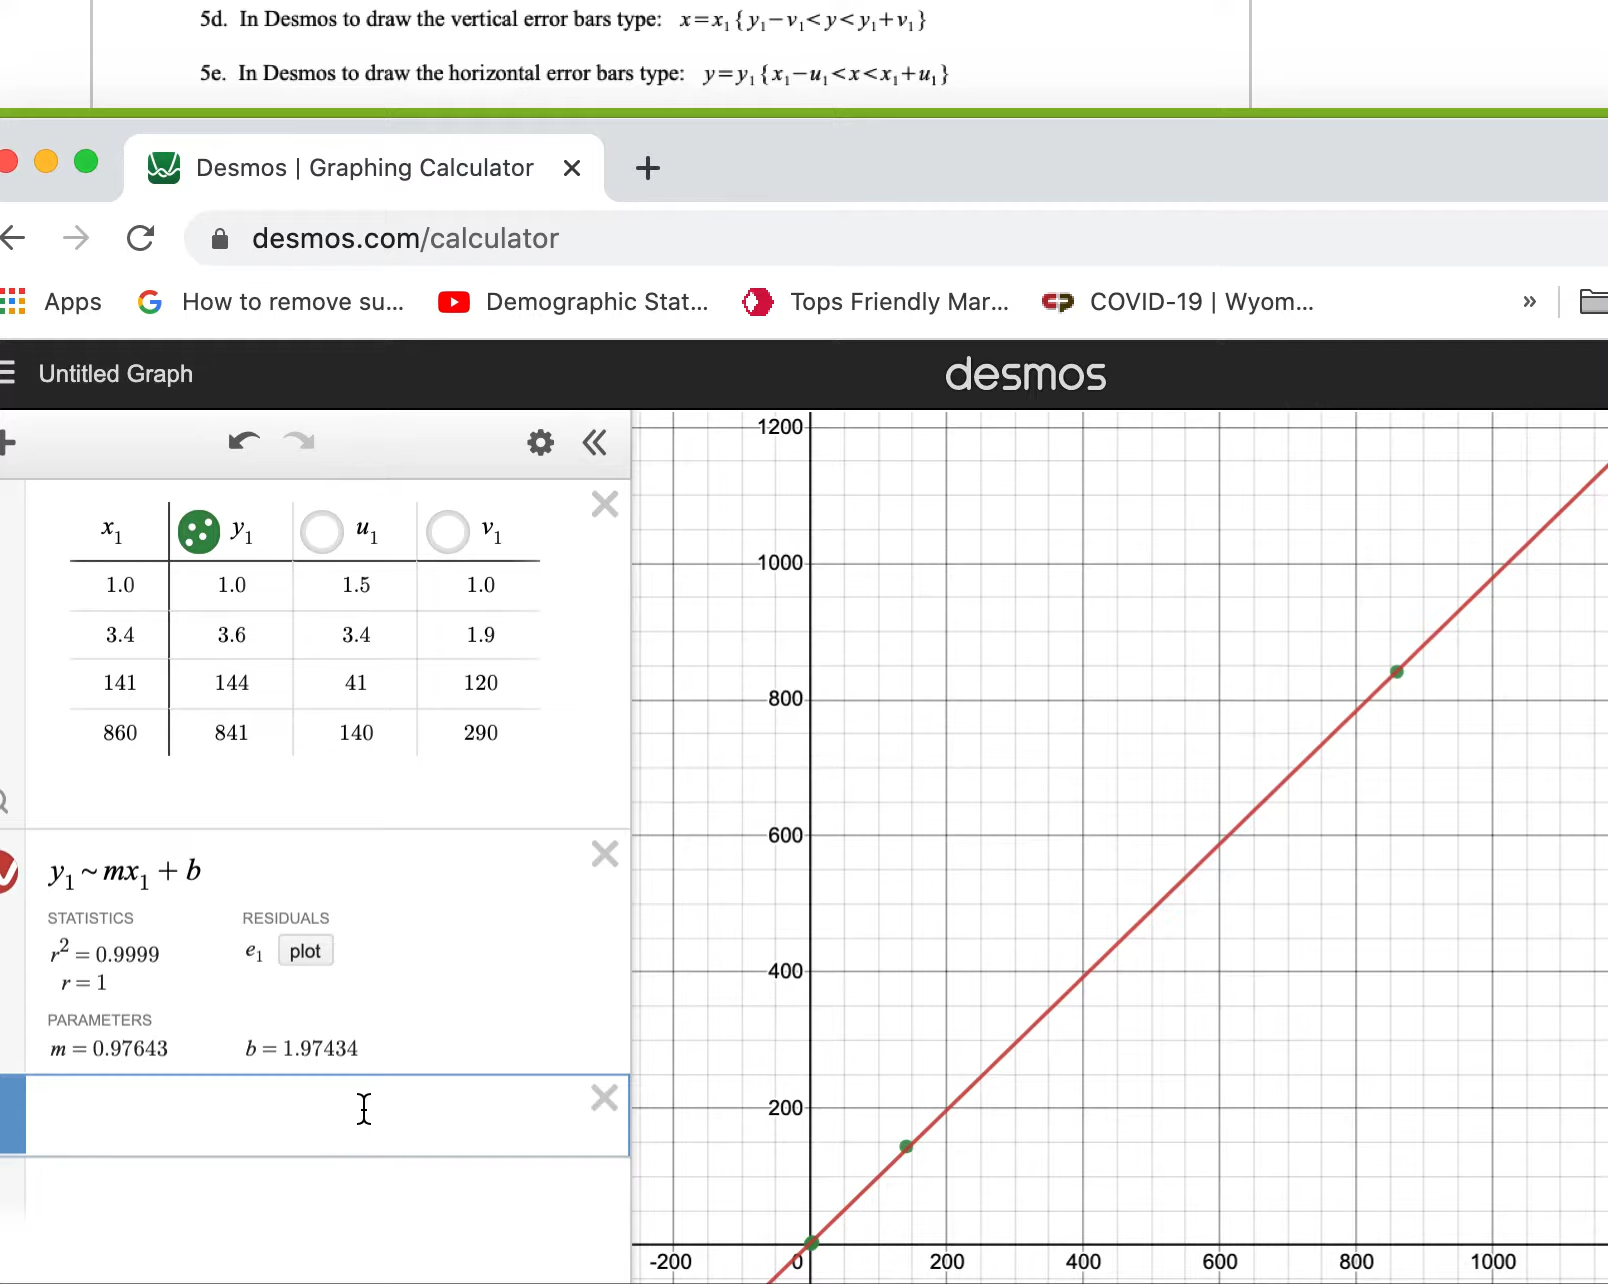 5d. In Desmos to draw the vertical error bars type: x=x₁{y₁−v₁<y<y₁+v₁}
5e. In Desmos to draw the horizontal error bars type: y=y₁{x₁−u₁<x<x₁+u₁}
Desmos | Graphing Calculator
desmos.com/calculator
Apps
How to remove su...
Demographic Stat...
Tops Friendly Mar...
COVID-19 | Wyom...
»
Untitled Graph
desmos
x₁ y₁ u₁ v₁
1.0 1.0 1.5 1.0
3.4 3.6 3.4 1.9
141 144 41 120
860 841 140 290
y₁ ~ mx₁ + b
STATISTICS RESIDUALS
r² = 0.9999 e₁ plot
r = 1
PARAMETERS
m = 0.97643 b = 1.97434
1200
1000
800
600
400
200
-200 0 200 400 600 800 1000